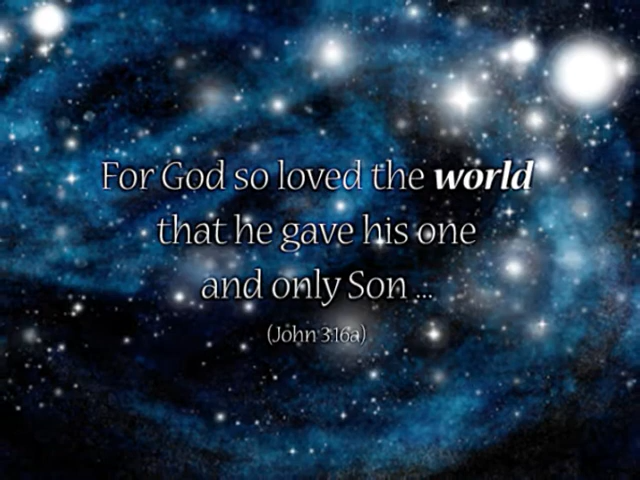 For God so loved the world
that he gave his one
and only Son ...
(John 3:16a)